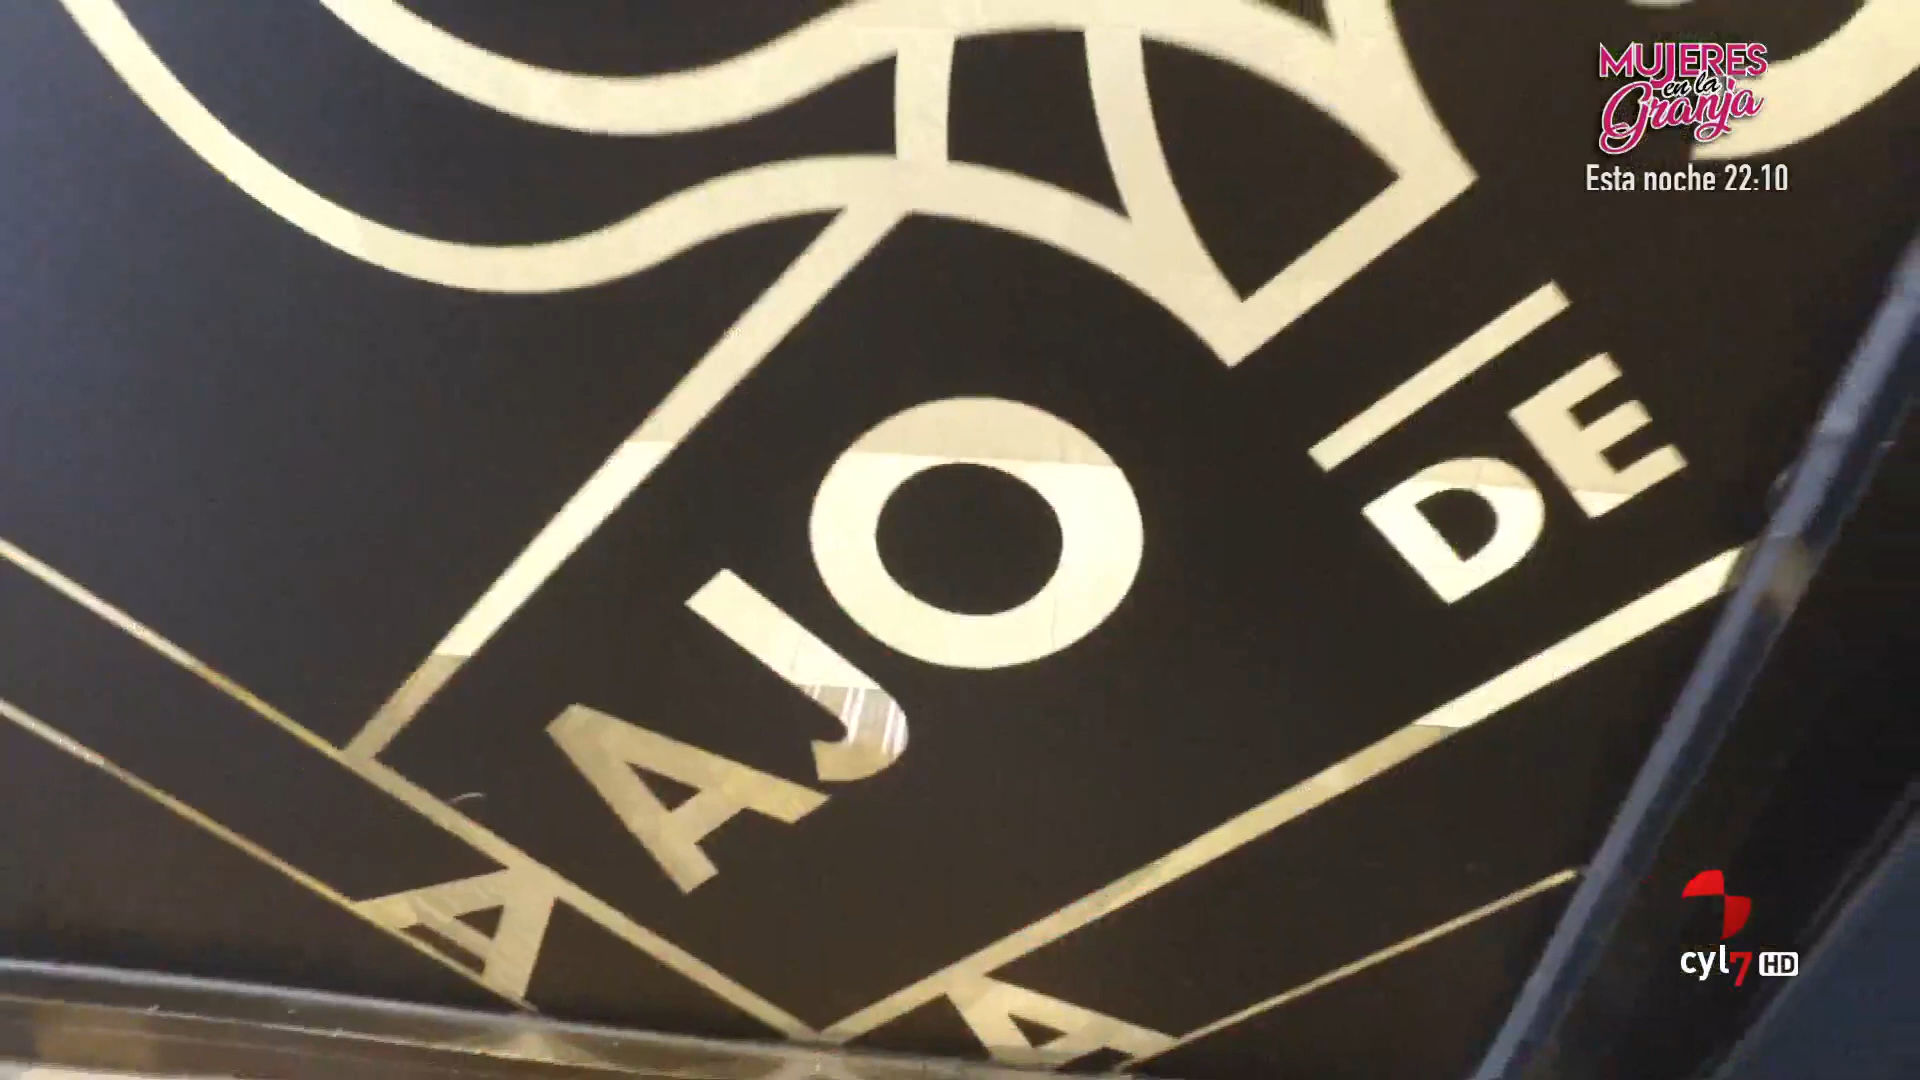 MUJERES
en la
Granja
Esta noche 22:10
AJO DE
cyl7 HD